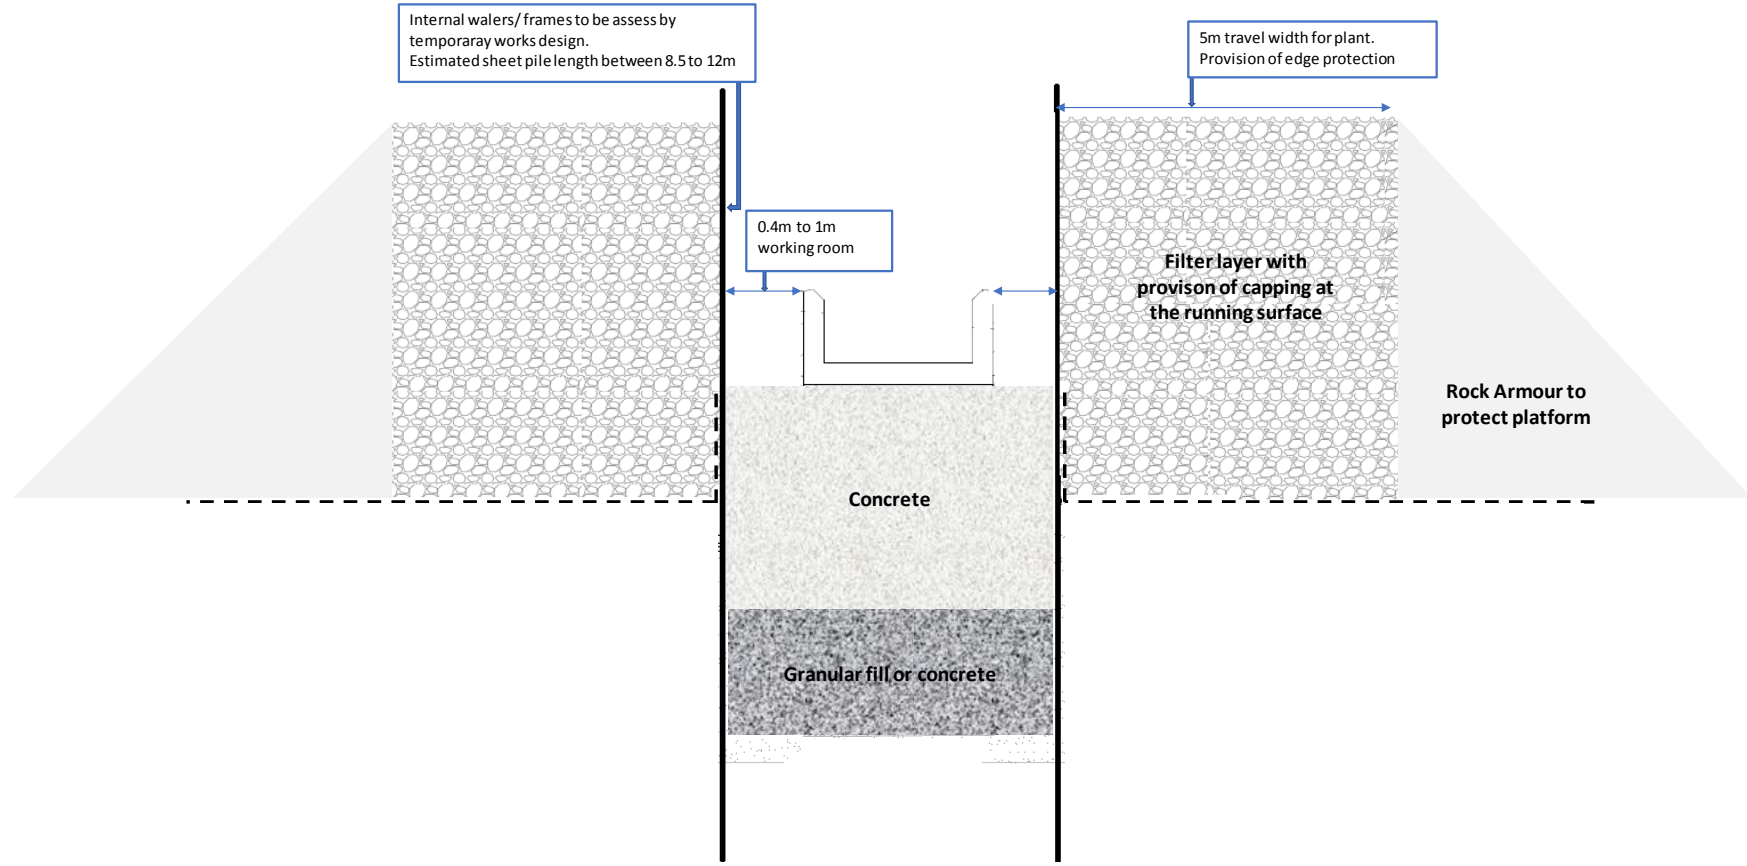 Internal walers/ frames to be assess by
temporaray works design.
Estimated sheet pile length between 8.5 to 12m
5m travel width for plant.
Provision of edge protection
0.4m to 1m
working room
Filter layer with
provison of capping at
the running surface
Rock Armour to
protect platform
Concrete
Granular fill or concrete